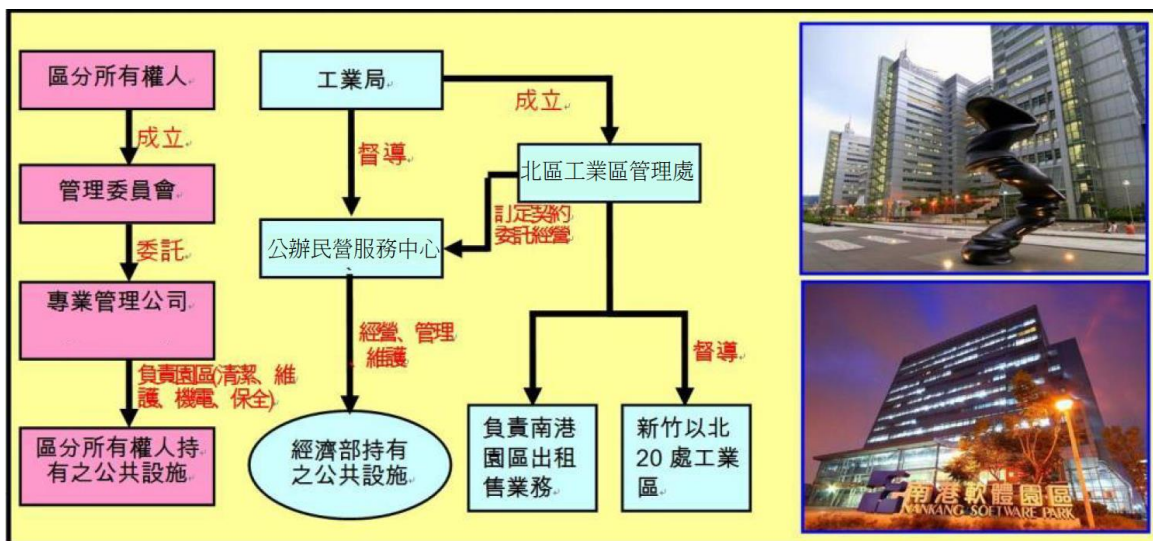 區分所有權人
成立
管理委員會
委託
專業管理公司
負責園區(清潔、維
護、機電、保全)
區分所有權人持
有之公共設施
工業局
督導
公辦民營服務中心
、
經營、管理
、維護
經濟部持有
之公共設施
成立
北區工業區管理處
訂定契約
委託經營
督導
負責南港
園區出租
售業務
新竹以北
20 處工業
區
南港軟體園區
NANKANG SOFTWARE PARK